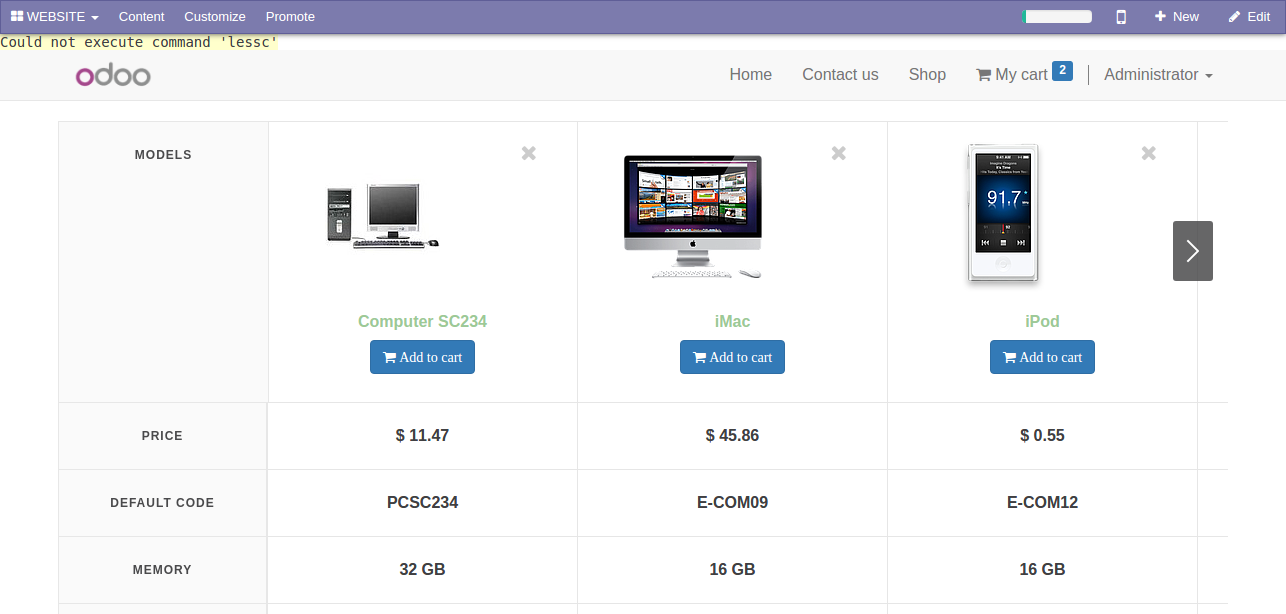 WEBSITE Content Customize Promote New Edit
Could not execute command 'lessc'
odoo Home Contact us Shop My cart 2 Administrator
MODELS
91.7
Computer SC234 iMac iPod
Add to cart Add to cart Add to cart
PRICE $ 11.47 $ 45.86 $ 0.55
DEFAULT CODE PCSC234 E-COM09 E-COM12
MEMORY 32 GB 16 GB 16 GB